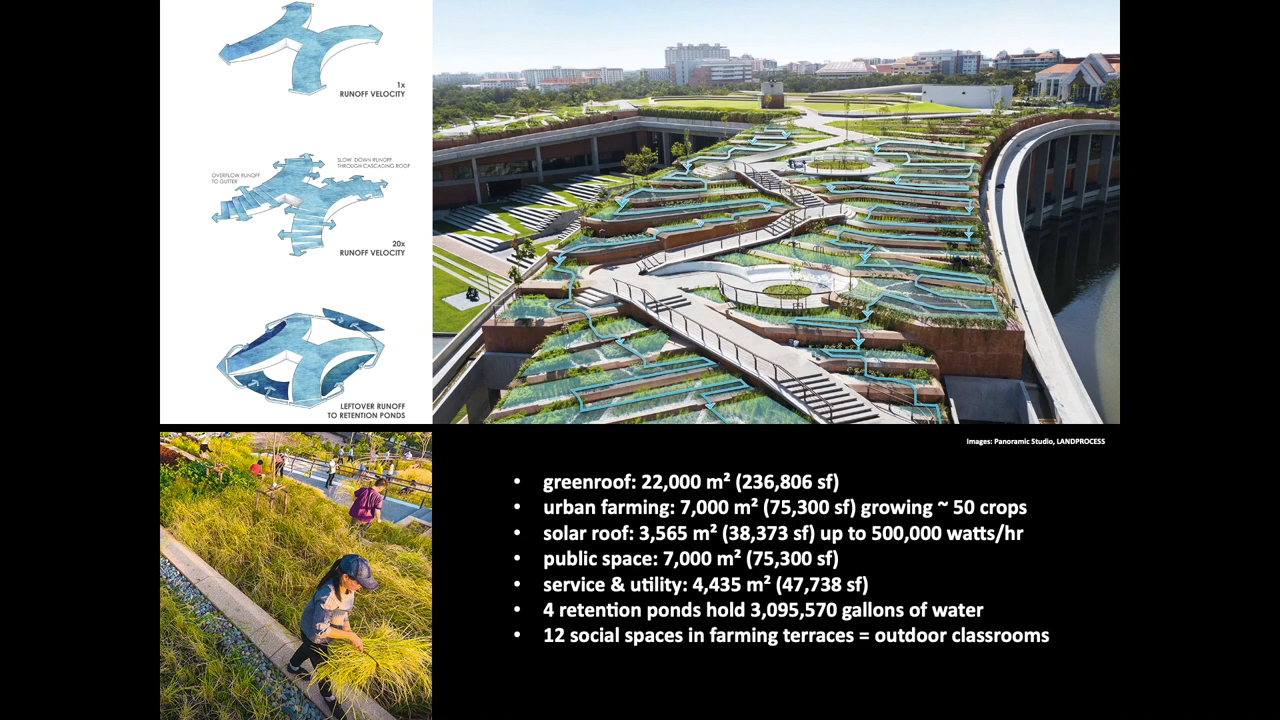 1x
RUNOFF VELOCITY
SLOW DOWN RUNOFF
THROUGH CASCADING ROOF
OVERFLOW RUNOFF
TO GUTTER
20x
RUNOFF VELOCITY
LEFTOVER RUNOFF
TO RETENTION PONDS
Images: Panoramic Studio, LANDPROCESS
• greenroof: 22,000 m² (236,806 sf)
• urban farming: 7,000 m² (75,300 sf) growing ~ 50 crops
• solar roof: 3,565 m² (38,373 sf) up to 500,000 watts/hr
• public space: 7,000 m² (75,300 sf)
• service & utility: 4,435 m² (47,738 sf)
• 4 retention ponds hold 3,095,570 gallons of water
• 12 social spaces in farming terraces = outdoor classrooms